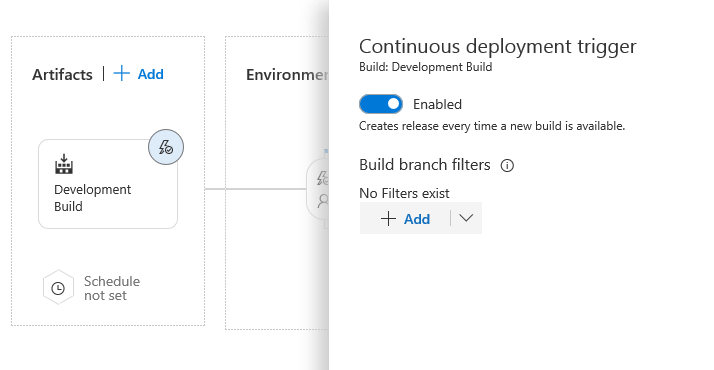 Artifacts | + Add
Development
Build
Schedule
not set
Environmen
Continuous deployment trigger
Build: Development Build
Enabled
Creates release every time a new build is available.
Build branch filters
No Filters exist
+ Add